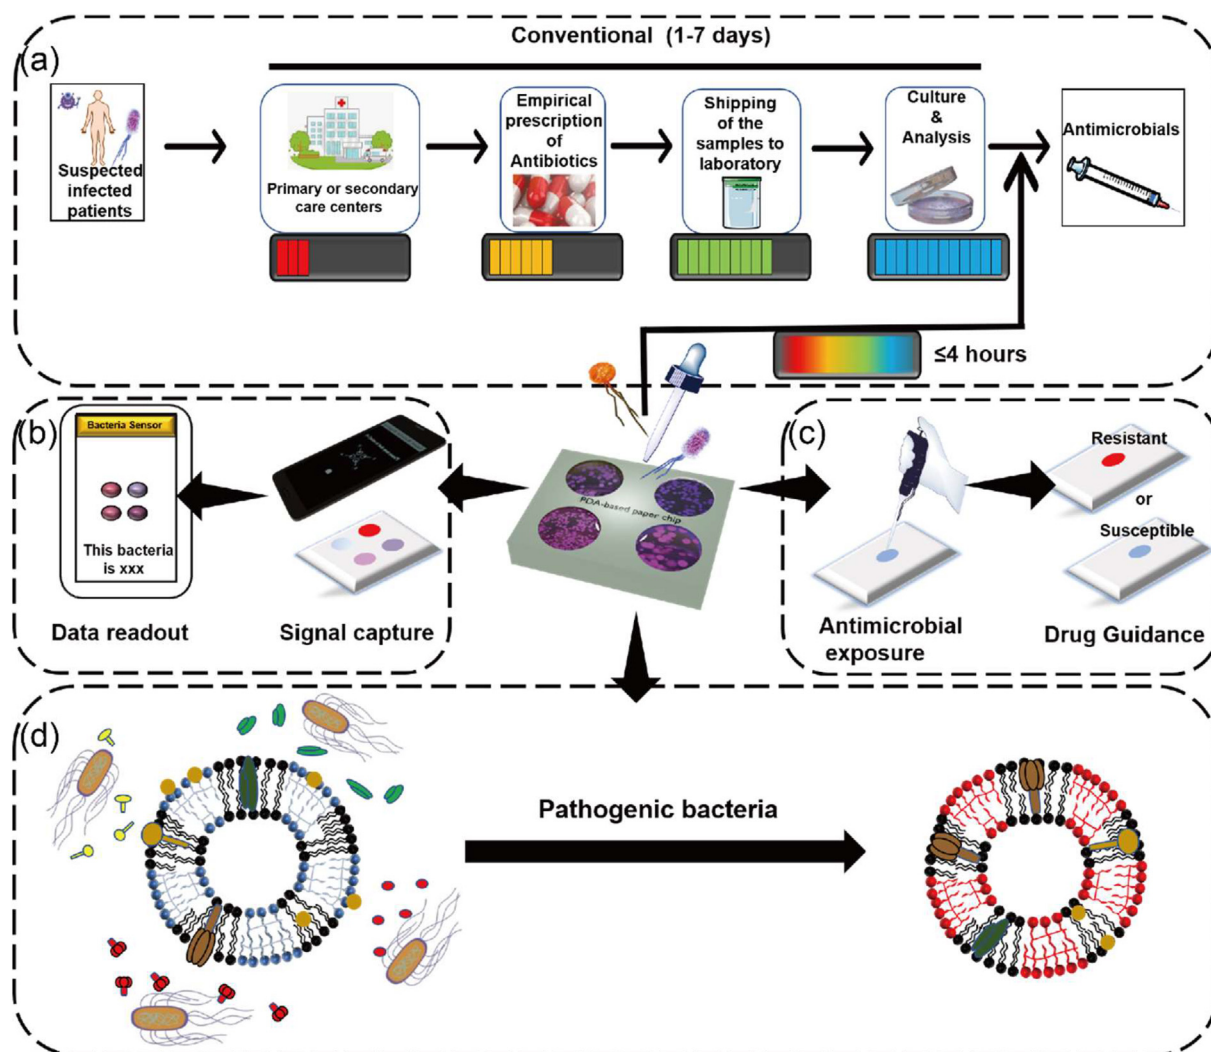 Conventional (1-7 days)
(a)
Suspected
infected
patients
Primary or secondary
care centers
Empirical
prescription
of
Antibiotics
Shipping
of the
samples to
laboratory
Culture
&
Analysis
Antimicrobials
≤4 hours
(b)
Bacteria Sensor
This bacteria
is xxx
Data readout
Signal capture
PDA-based paper chip
(c)
Resistant
or
Susceptible
Antimicrobial
exposure
Drug Guidance
(d)
Pathogenic bacteria